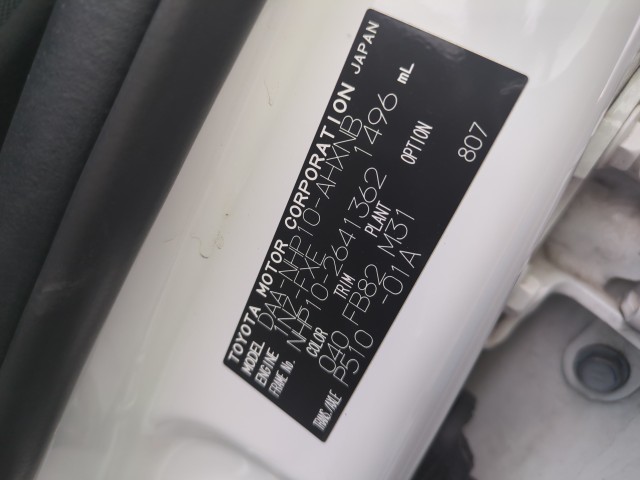 TOYOTA MOTOR CORPORATION JAPAN
MODEL DAA-NHP10-AHXNB
ENGINE 1NZ-FXE 1496 mL
FRAME No. NHP10-2641362
COLOR TRIM PLANT OPTION
040 FB82 M31 807
TRANS/AXLE P510 -01A